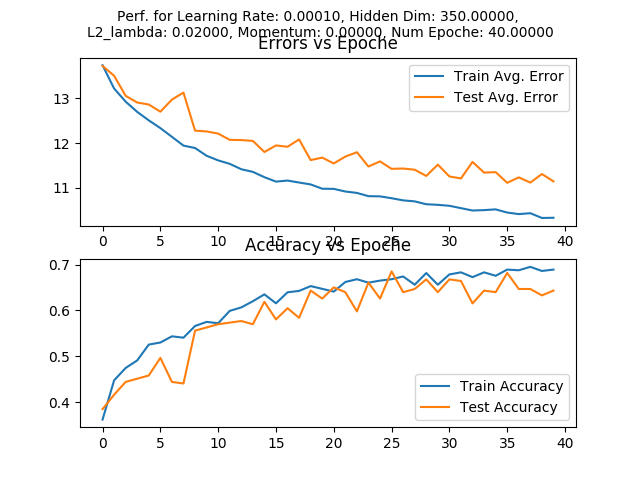 Perf. for Learning Rate: 0.00010, Hidden Dim: 350.00000,
L2_lambda: 0.02000, Momentum: 0.00000, Num Epoche: 40.00000
Errors vs Epoche
Train Avg. Error
Test Avg. Error
13
12
11
0 5 10 15 20 25 30 35 40
Accuracy vs Epoche
0.7
0.6
0.5
0.4
Train Accuracy
Test Accuracy
0 5 10 15 20 25 30 35 40